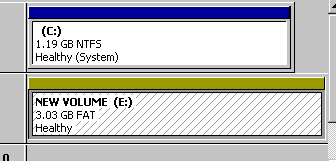 (C:)
1.19 GB NTFS
Healthy (System)
NEW VOLUME (E:)
3.03 GB FAT
Healthy